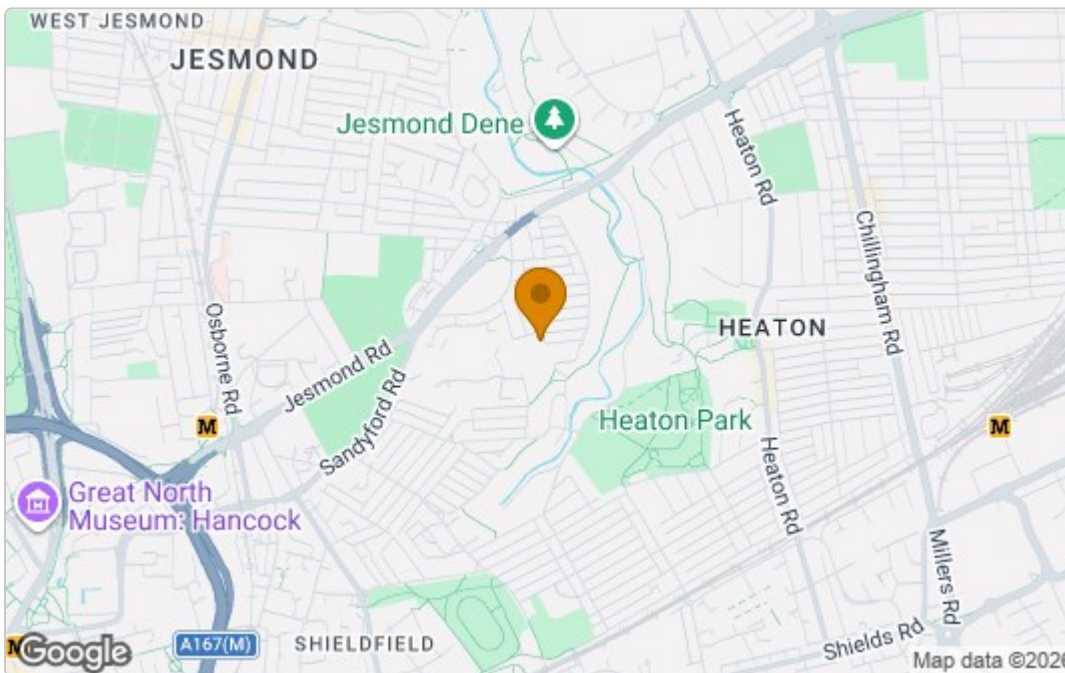 WEST JESMOND
JESMOND
Jesmond Dene
Heaton Rd
Chillingham Rd
Osborne Rd
HEATON
Jesmond Rd
Sandyford Rd
M
M
Heaton Park
Heaton Rd
Great North
Museum: Hancock
Millers Rd
Shields Rd
M
A167(M)
SHIELDFIELD
Google
Map data ©2026